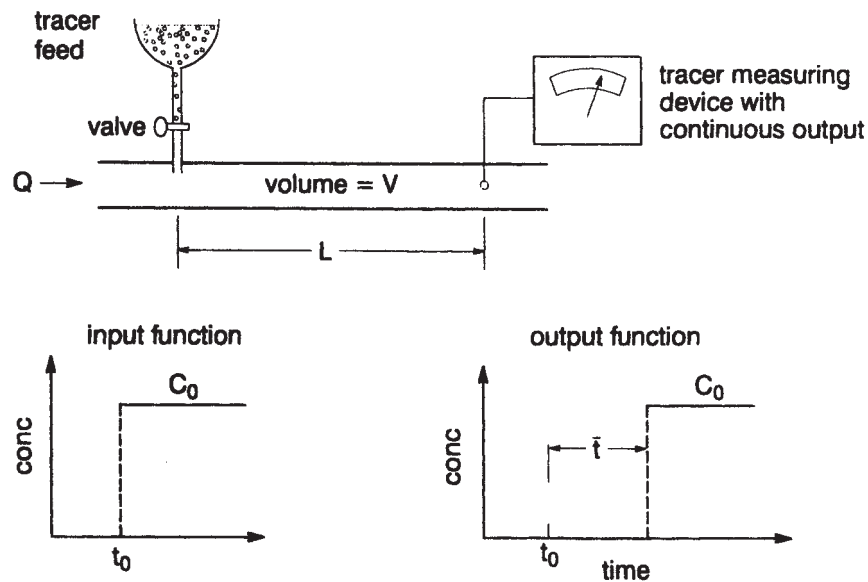 tracer
feed
valve
Q
volume = V
L
tracer measuring
device with
continuous output
input function
C₀
conc
t₀
output function
C₀
t̄
conc
t₀
time